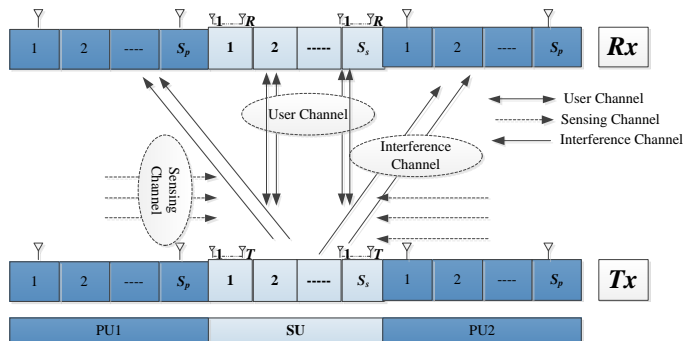 1 R 1 R
1 2 ---- Sp 1 2 ----- Ss 1 2 ---- Sp Rx
User Channel
User Channel
Sensing Channel
Interference Channel
Interference
Channel
Sensing
Channel
1 T 1 T
1 2 ---- Sp 1 2 ----- Ss 1 2 ---- Sp Tx
PU1 SU PU2